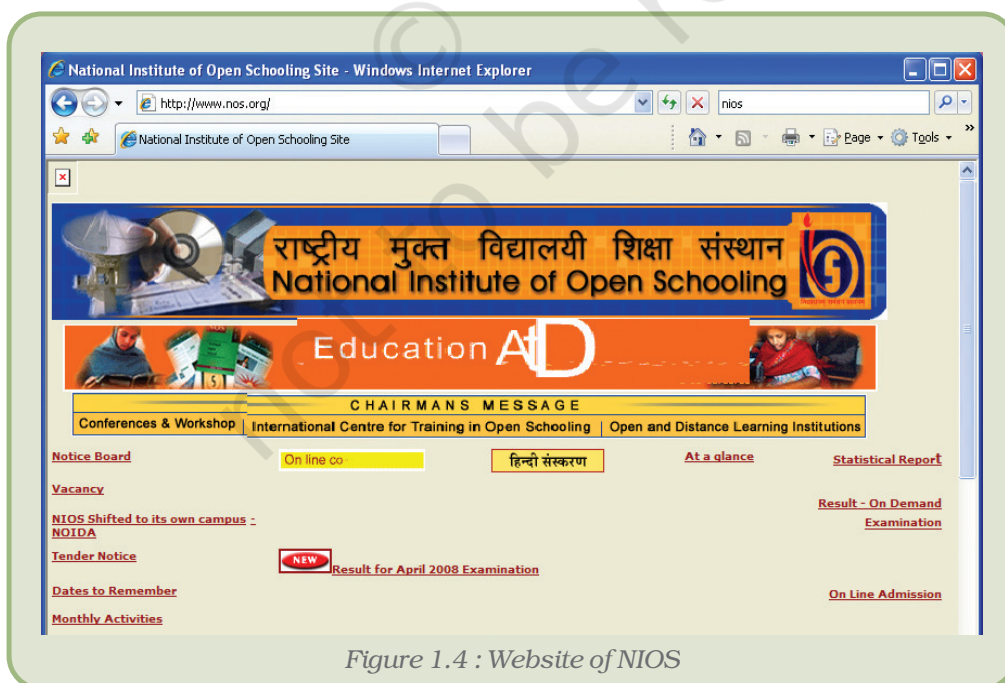 © not to be r
National Institute of Open Schooling Site - Windows Internet Explorer
http://www.nos.org/ nios
National Institute of Open Schooling Site Page Tools »
राष्ट्रीय मुक्त विद्यालयी शिक्षा संस्थान
National Institute of Open Schooling
Education AtD
CHAIRMANS MESSAGE
Conferences & Workshop | International Centre for Training in Open Schooling | Open and Distance Learning Institutions
Notice Board On line co हिन्दी संस्करण At a glance Statistical Report
Vacancy
Result - On Demand
Examination
NIOS Shifted to its own campus -
NOIDA
Tender Notice NEW Result for April 2008 Examination
Dates to Remember On Line Admission
Monthly Activities
Figure 1.4 : Website of NIOS